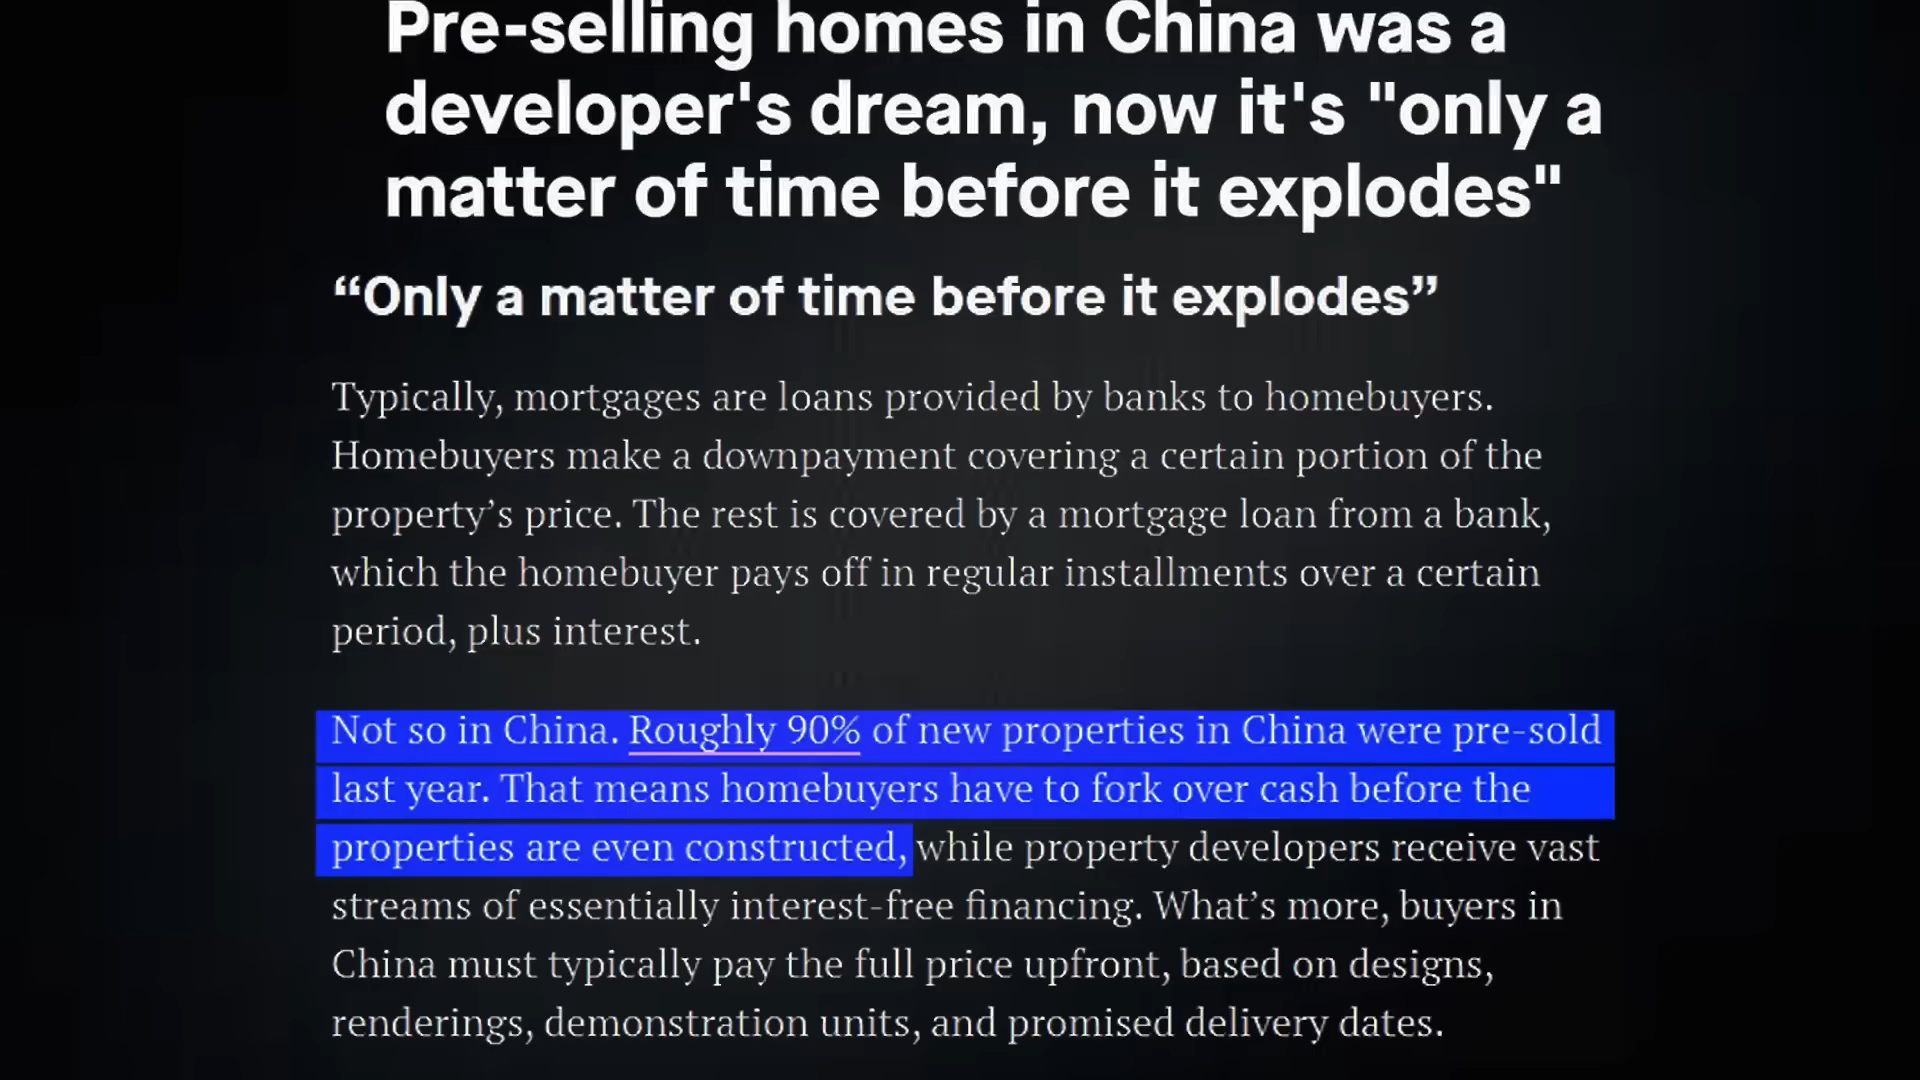 Pre-selling homes in China was a
developer's dream, now it's "only a
matter of time before it explodes"
“Only a matter of time before it explodes”
Typically, mortgages are loans provided by banks to homebuyers.
Homebuyers make a downpayment covering a certain portion of the
property’s price. The rest is covered by a mortgage loan from a bank,
which the homebuyer pays off in regular installments over a certain
period, plus interest.
Not so in China. Roughly 90% of new properties in China were pre-sold
last year. That means homebuyers have to fork over cash before the
properties are even constructed, while property developers receive vast
streams of essentially interest-free financing. What’s more, buyers in
China must typically pay the full price upfront, based on designs,
renderings, demonstration units, and promised delivery dates.